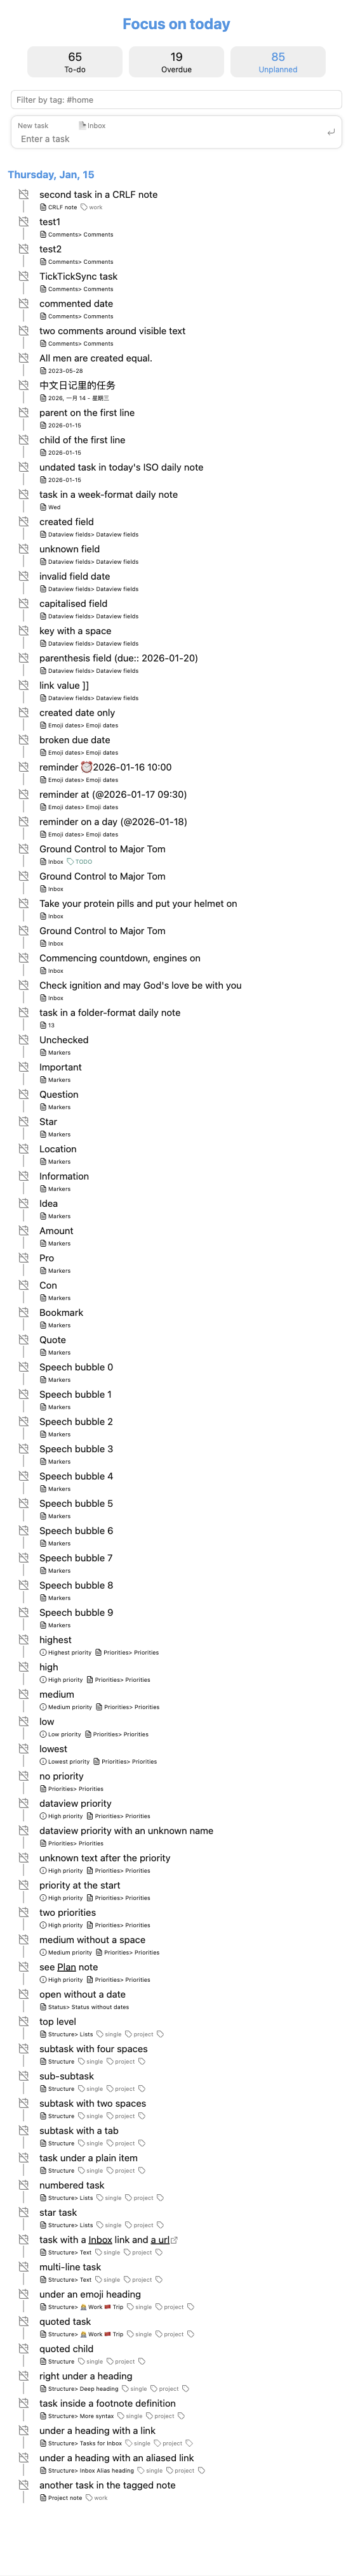 Focus on today
65
To-do
19
Overdue
85
Unplanned
Filter by tag: #home
New task
Inbox
Enter a task
Thursday, Jan, 15
second task in a CRLF note
CRLF note work
test1
Comments> Comments
test2
Comments> Comments
TickTickSync task
Comments> Comments
commented date
Comments> Comments
two comments around visible text
Comments> Comments
All men are created equal.
2023-05-28
中文日记里的任务
2026, 一月 14 - 星期三
parent on the first line
2026-01-15
child of the first line
2026-01-15
undated task in today's ISO daily note
2026-01-15
task in a week-format daily note
Wed
created field
Dataview fields> Dataview fields
unknown field
Dataview fields> Dataview fields
invalid field date
Dataview fields> Dataview fields
capitalised field
Dataview fields> Dataview fields
key with a space
Dataview fields> Dataview fields
parenthesis field (due:: 2026-01-20)
Dataview fields> Dataview fields
link value ]]
Dataview fields> Dataview fields
created date only
Emoji dates> Emoji dates
broken due date
Emoji dates> Emoji dates
reminder ⏰2026-01-16 10:00
Emoji dates> Emoji dates
reminder at (@2026-01-17 09:30)
Emoji dates> Emoji dates
reminder on a day (@2026-01-18)
Emoji dates> Emoji dates
Ground Control to Major Tom
Inbox TODO
Ground Control to Major Tom
Inbox
Take your protein pills and put your helmet on
Inbox
Ground Control to Major Tom
Inbox
Commencing countdown, engines on
Inbox
Check ignition and may God's love be with you
Inbox
task in a folder-format daily note
13
Unchecked
Markers
Important
Markers
Question
Markers
Star
Markers
Location
Markers
Information
Markers
Idea
Markers
Amount
Markers
Pro
Markers
Con
Markers
Bookmark
Markers
Quote
Markers
Speech bubble 0
Markers
Speech bubble 1
Markers
Speech bubble 2
Markers
Speech bubble 3
Markers
Speech bubble 4
Markers
Speech bubble 5
Markers
Speech bubble 6
Markers
Speech bubble 7
Markers
Speech bubble 8
Markers
Speech bubble 9
Markers
highest
Highest priority Priorities> Priorities
high
High priority Priorities> Priorities
medium
Medium priority Priorities> Priorities
low
Low priority Priorities> Priorities
lowest
Lowest priority Priorities> Priorities
no priority
Priorities> Priorities
dataview priority
High priority Priorities> Priorities
dataview priority with an unknown name
Priorities> Priorities
unknown text after the priority
High priority Priorities> Priorities
priority at the start
High priority Priorities> Priorities
two priorities
High priority Priorities> Priorities
medium without a space
Medium priority Priorities> Priorities
see Plan note
High priority Priorities> Priorities
open without a date
Status> Status without dates
top level
Structure> Lists single project
subtask with four spaces
Structure single project
sub-subtask
Structure single project
subtask with two spaces
Structure single project
subtask with a tab
Structure single project
task under a plain item
Structure single project
numbered task
Structure> Lists single project
star task
Structure> Lists single project
task with a Inbox link and a url
Structure> Text single project
multi-line task
Structure> Text single project
under an emoji heading
Structure> Work Trip single project
quoted task
Structure> Work Trip single project
quoted child
Structure single project
right under a heading
Structure> Deep heading single project
task inside a footnote definition
Structure> More syntax single project
under a heading with a link
Structure> Tasks for Inbox single project
under a heading with an aliased link
Structure> Inbox Alias heading single project
another task in the tagged note
Project note work